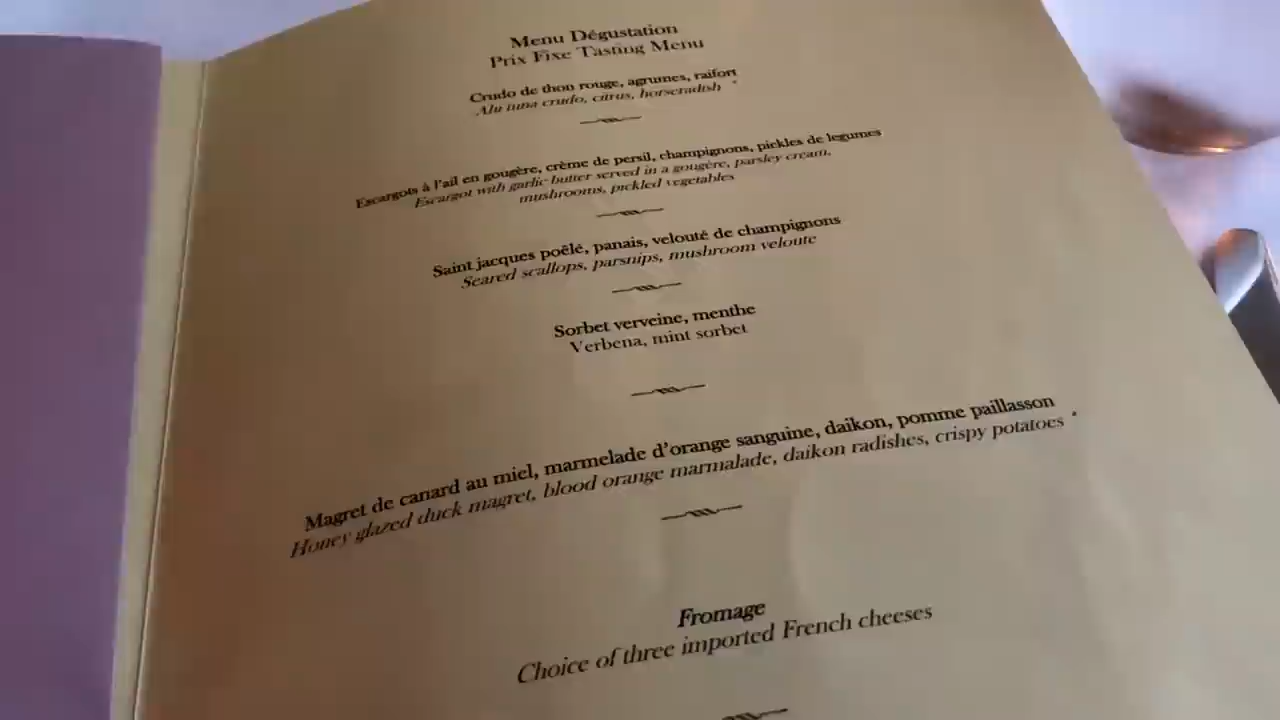 Menu Dégustation
Prix Fixe Tasting Menu
Crudo de thon rouge, agrumes, raifort
Ahi tuna crudo, citrus, horseradish *
Escargots à l'ail en gougère, crème de persil, champignons, pickles de legumes
Escargot with garlic butter served in a gougère, parsley cream,
mushrooms, pickled vegetables
Saint jacques poêlé, panais, velouté de champignons
Seared scallops, parsnips, mushroom veloute
Sorbet verveine, menthe
Verbena, mint sorbet
Magret de canard au miel, marmelade d'orange sanguine, daikon, pomme paillasson
Honey glazed duck magret, blood orange marmalade, daikon radishes, crispy potatoes *
Fromage
Choice of three imported French cheeses